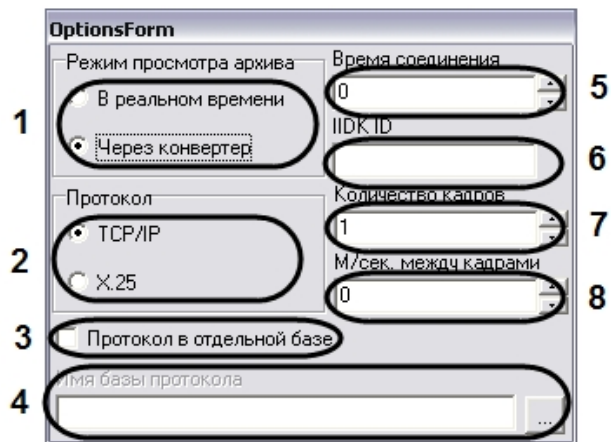 OptionsForm
Режим просмотра архива
Время соединения
1
В реальном времени
0
5
Через конвертер
IIDK ID
6
Протокол
Количество кадров
2
TCP/IP
1
7
X.25
М/сек. между кадрами
0
8
3
Протокол в отдельной базе
Имя базы протокола
4
...